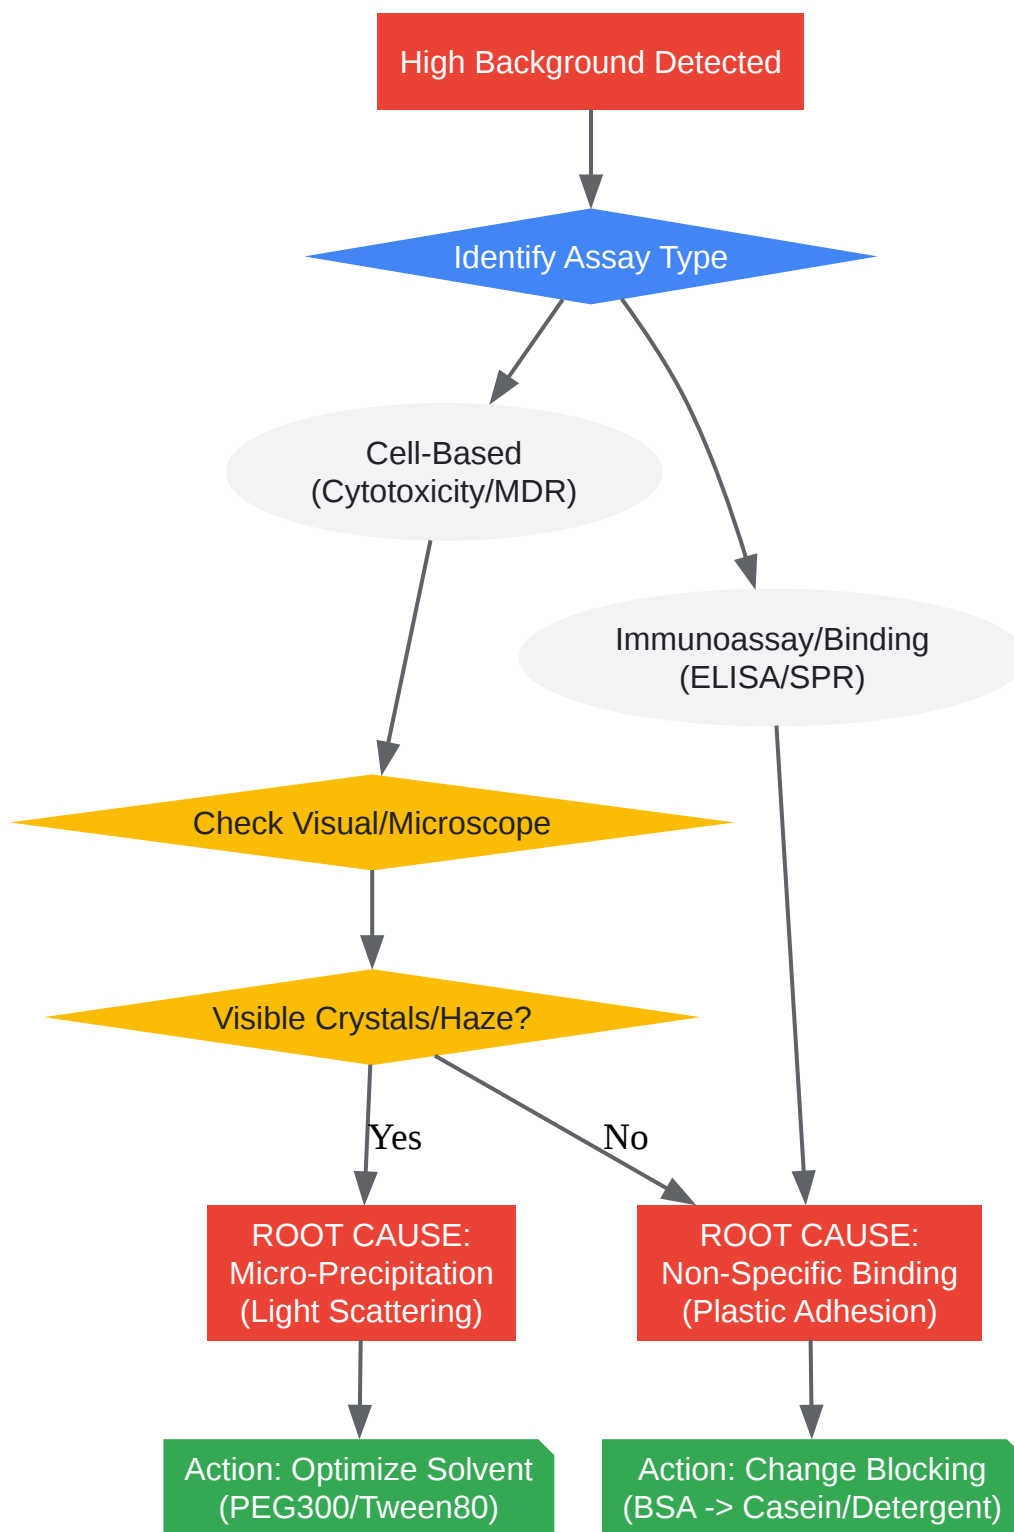 High Background Detected
Identify Assay Type
Cell-Based
(Cytotoxicity/MDR)
Immunoassay/Binding
(ELISA/SPR)
Check Visual/Microscope
Visible Crystals/Haze?
Yes
No
ROOT CAUSE:
Micro-Precipitation
(Light Scattering)
ROOT CAUSE:
Non-Specific Binding
(Plastic Adhesion)
Action: Optimize Solvent
(PEG300/Tween80)
Action: Change Blocking
(BSA -> Casein/Detergent)